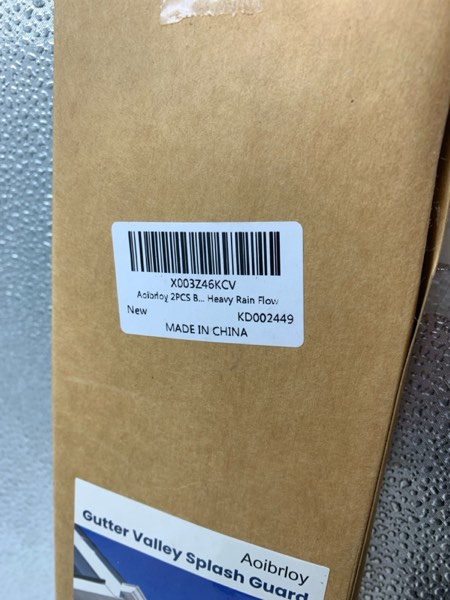 X003Z46KCV
Aoibrloy 2PCS B... Heavy Rain Flow
New KD002449
MADE IN CHINA
Aoibrloy
Gutter Valley Splash Guard